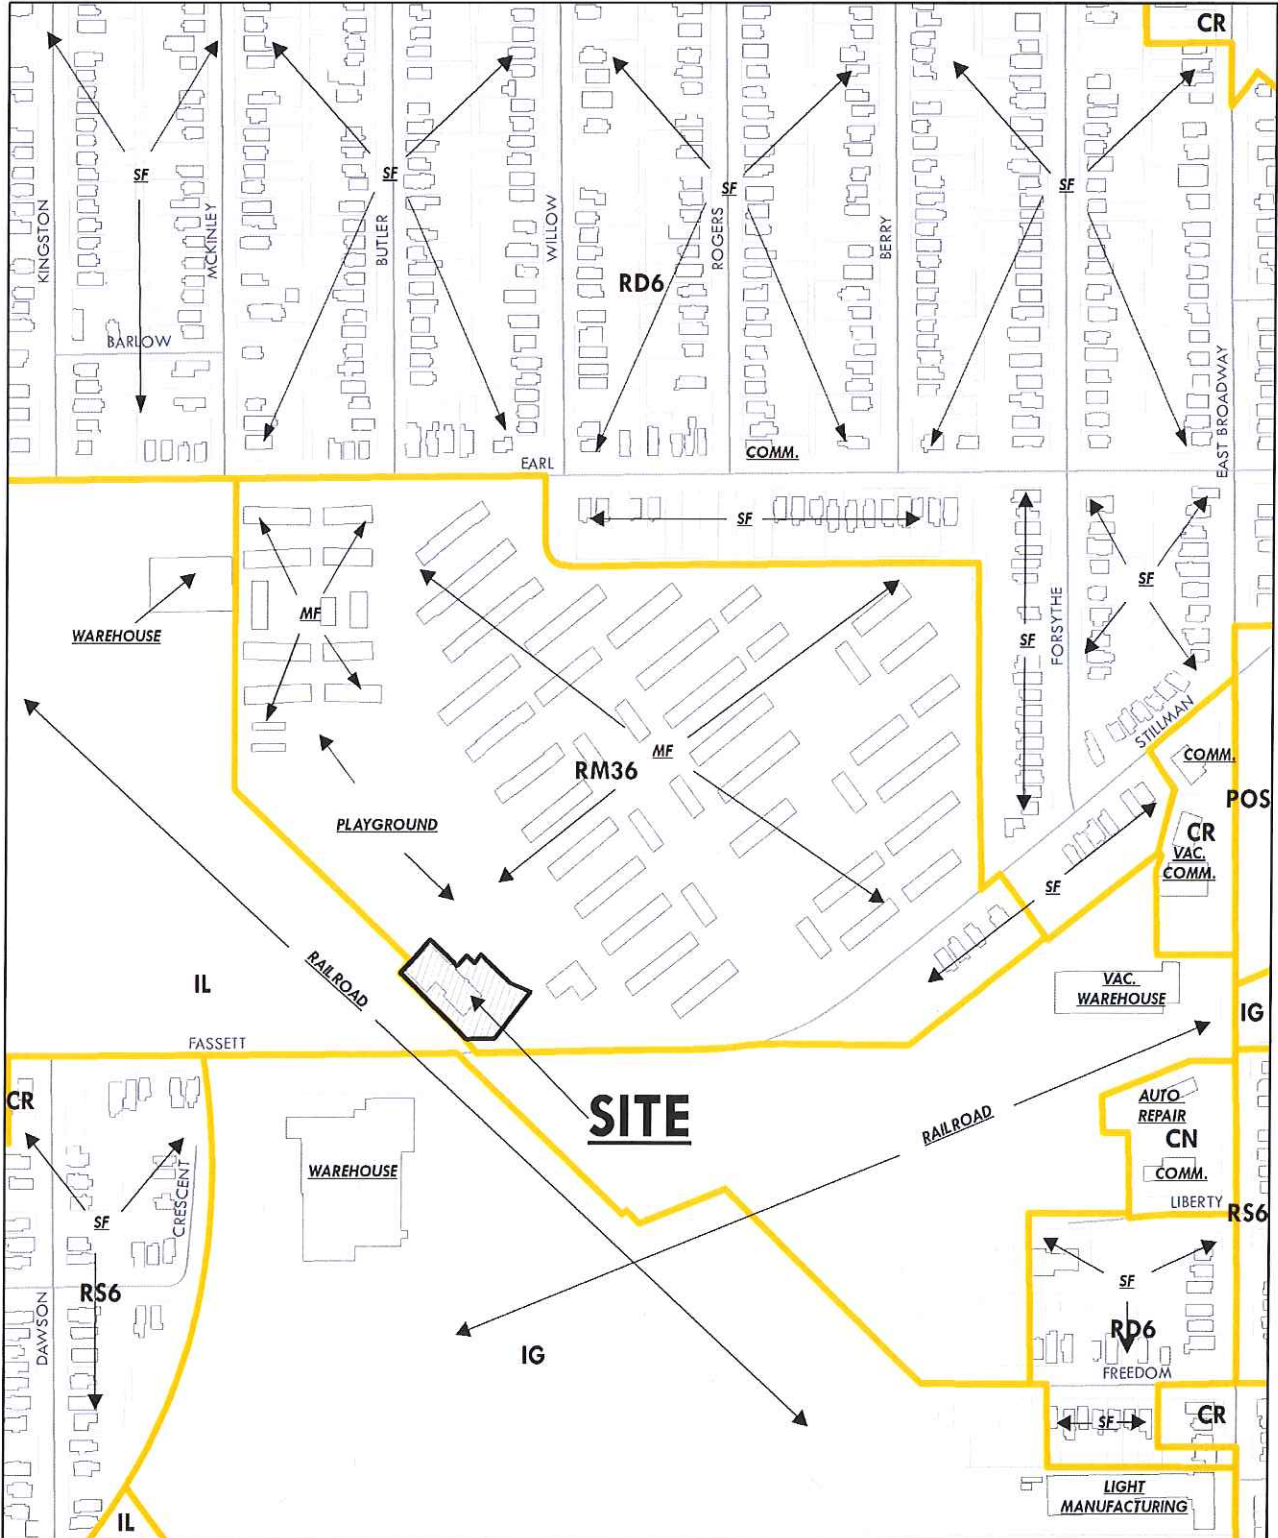 CR
SF
SF
SF
SF
KINGSTON
MCKINLEY
BUTLER
WILLOW
ROGERS
BERRY
RD6
BARLOW
EAST BROADWAY
COMM.
EARL
SF
SF
MF
WAREHOUSE
SF
FORSYTHE
STILLMAN
MF
RM36
COMM.
POS
PLAYGROUND
CR
VAC.
COMM.
SF
RAILROAD
IL
VAC.
WAREHOUSE
IG
FASSETT
CR
SITE
AUTO
REPAIR
RAILROAD
CN
WAREHOUSE
COMM.
CRESCENT
LIBERTY
RS6
SF
SF
RS6
DAWSON
RD6
IG
FREEDOM
CR
SF
LIGHT
MANUFACTURING
IL